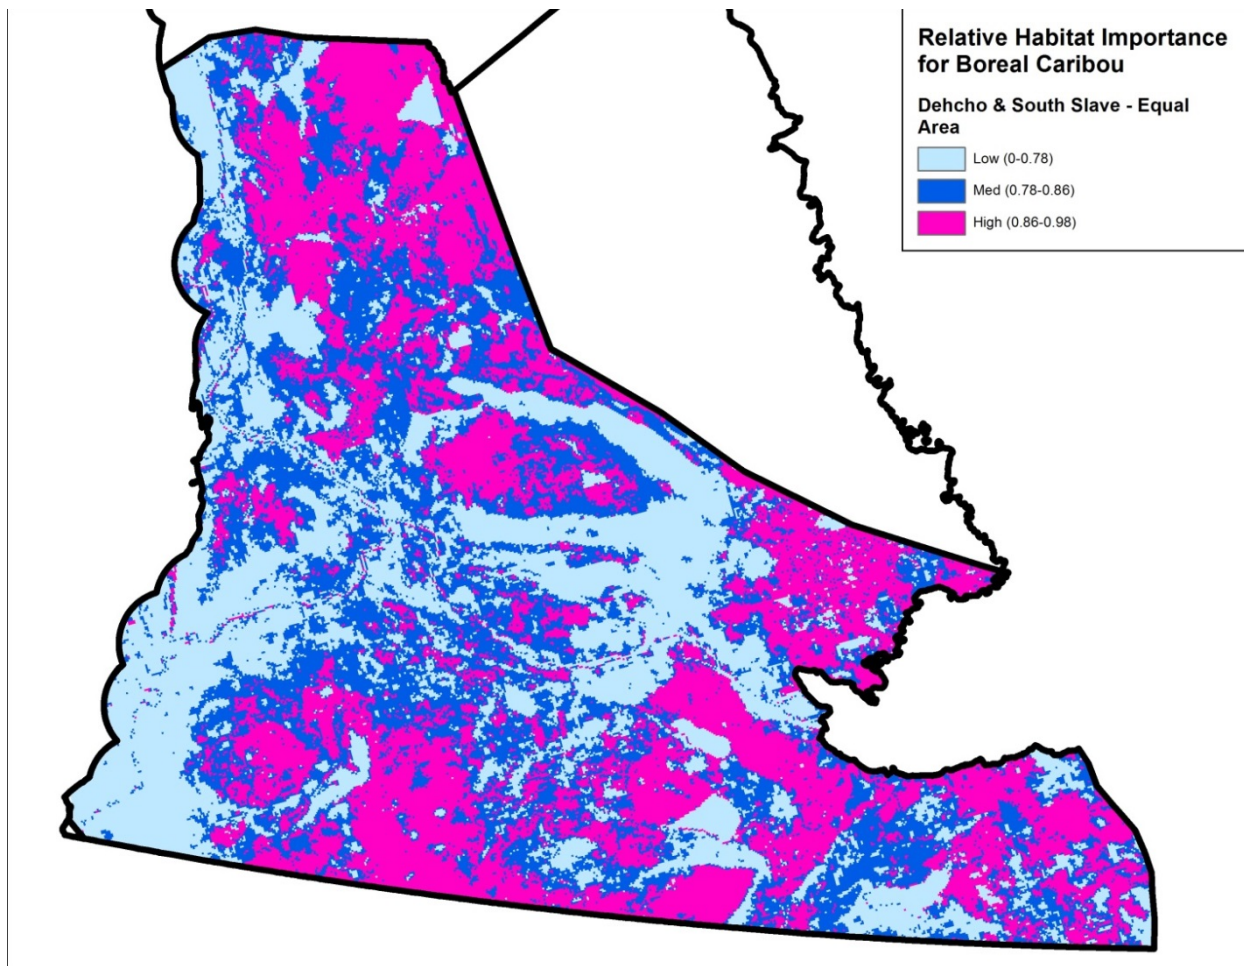 Relative Habitat Importance
for Boreal Caribou
Dehcho & South Slave - Equal
Area
Low (0-0.78)
Med (0.78-0.86)
High (0.86-0.98)